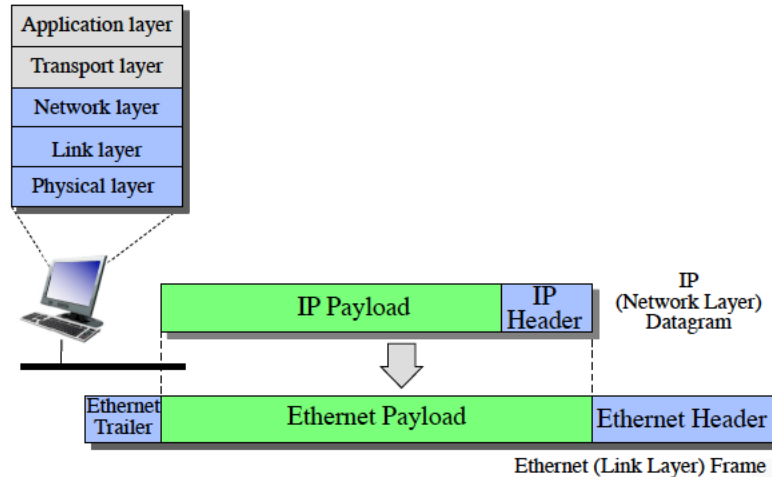 Application layer
Transport layer
Network layer
Link layer
Physical layer
IP Payload
IP
Header
IP
(Network Layer)
Datagram
Ethernet
Trailer
Ethernet Payload
Ethernet Header
Ethernet (Link Layer) Frame